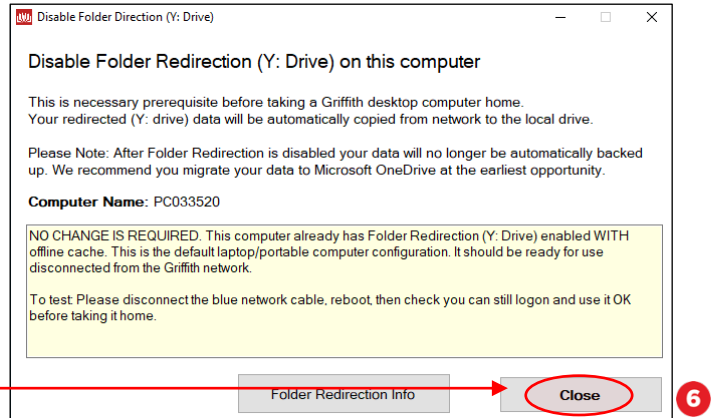 Disable Folder Direction (Y: Drive)
Disable Folder Redirection (Y: Drive) on this computer
This is necessary prerequisite before taking a Griffith desktop computer home.
Your redirected (Y: drive) data will be automatically copied from network to the local drive.
Please Note: After Folder Redirection is disabled your data will no longer be automatically backed
up. We recommend you migrate your data to Microsoft OneDrive at the earliest opportunity.
Computer Name: PC033520
NO CHANGE IS REQUIRED. This computer already has Folder Redirection (Y: Drive) enabled WITH
offline cache. This is the default laptop/portable computer configuration. It should be ready for use
disconnected from the Griffith network.
To test: Please disconnect the blue network cable, reboot, then check you can still logon and use it OK
before taking it home.
Folder Redirection Info
Close
6